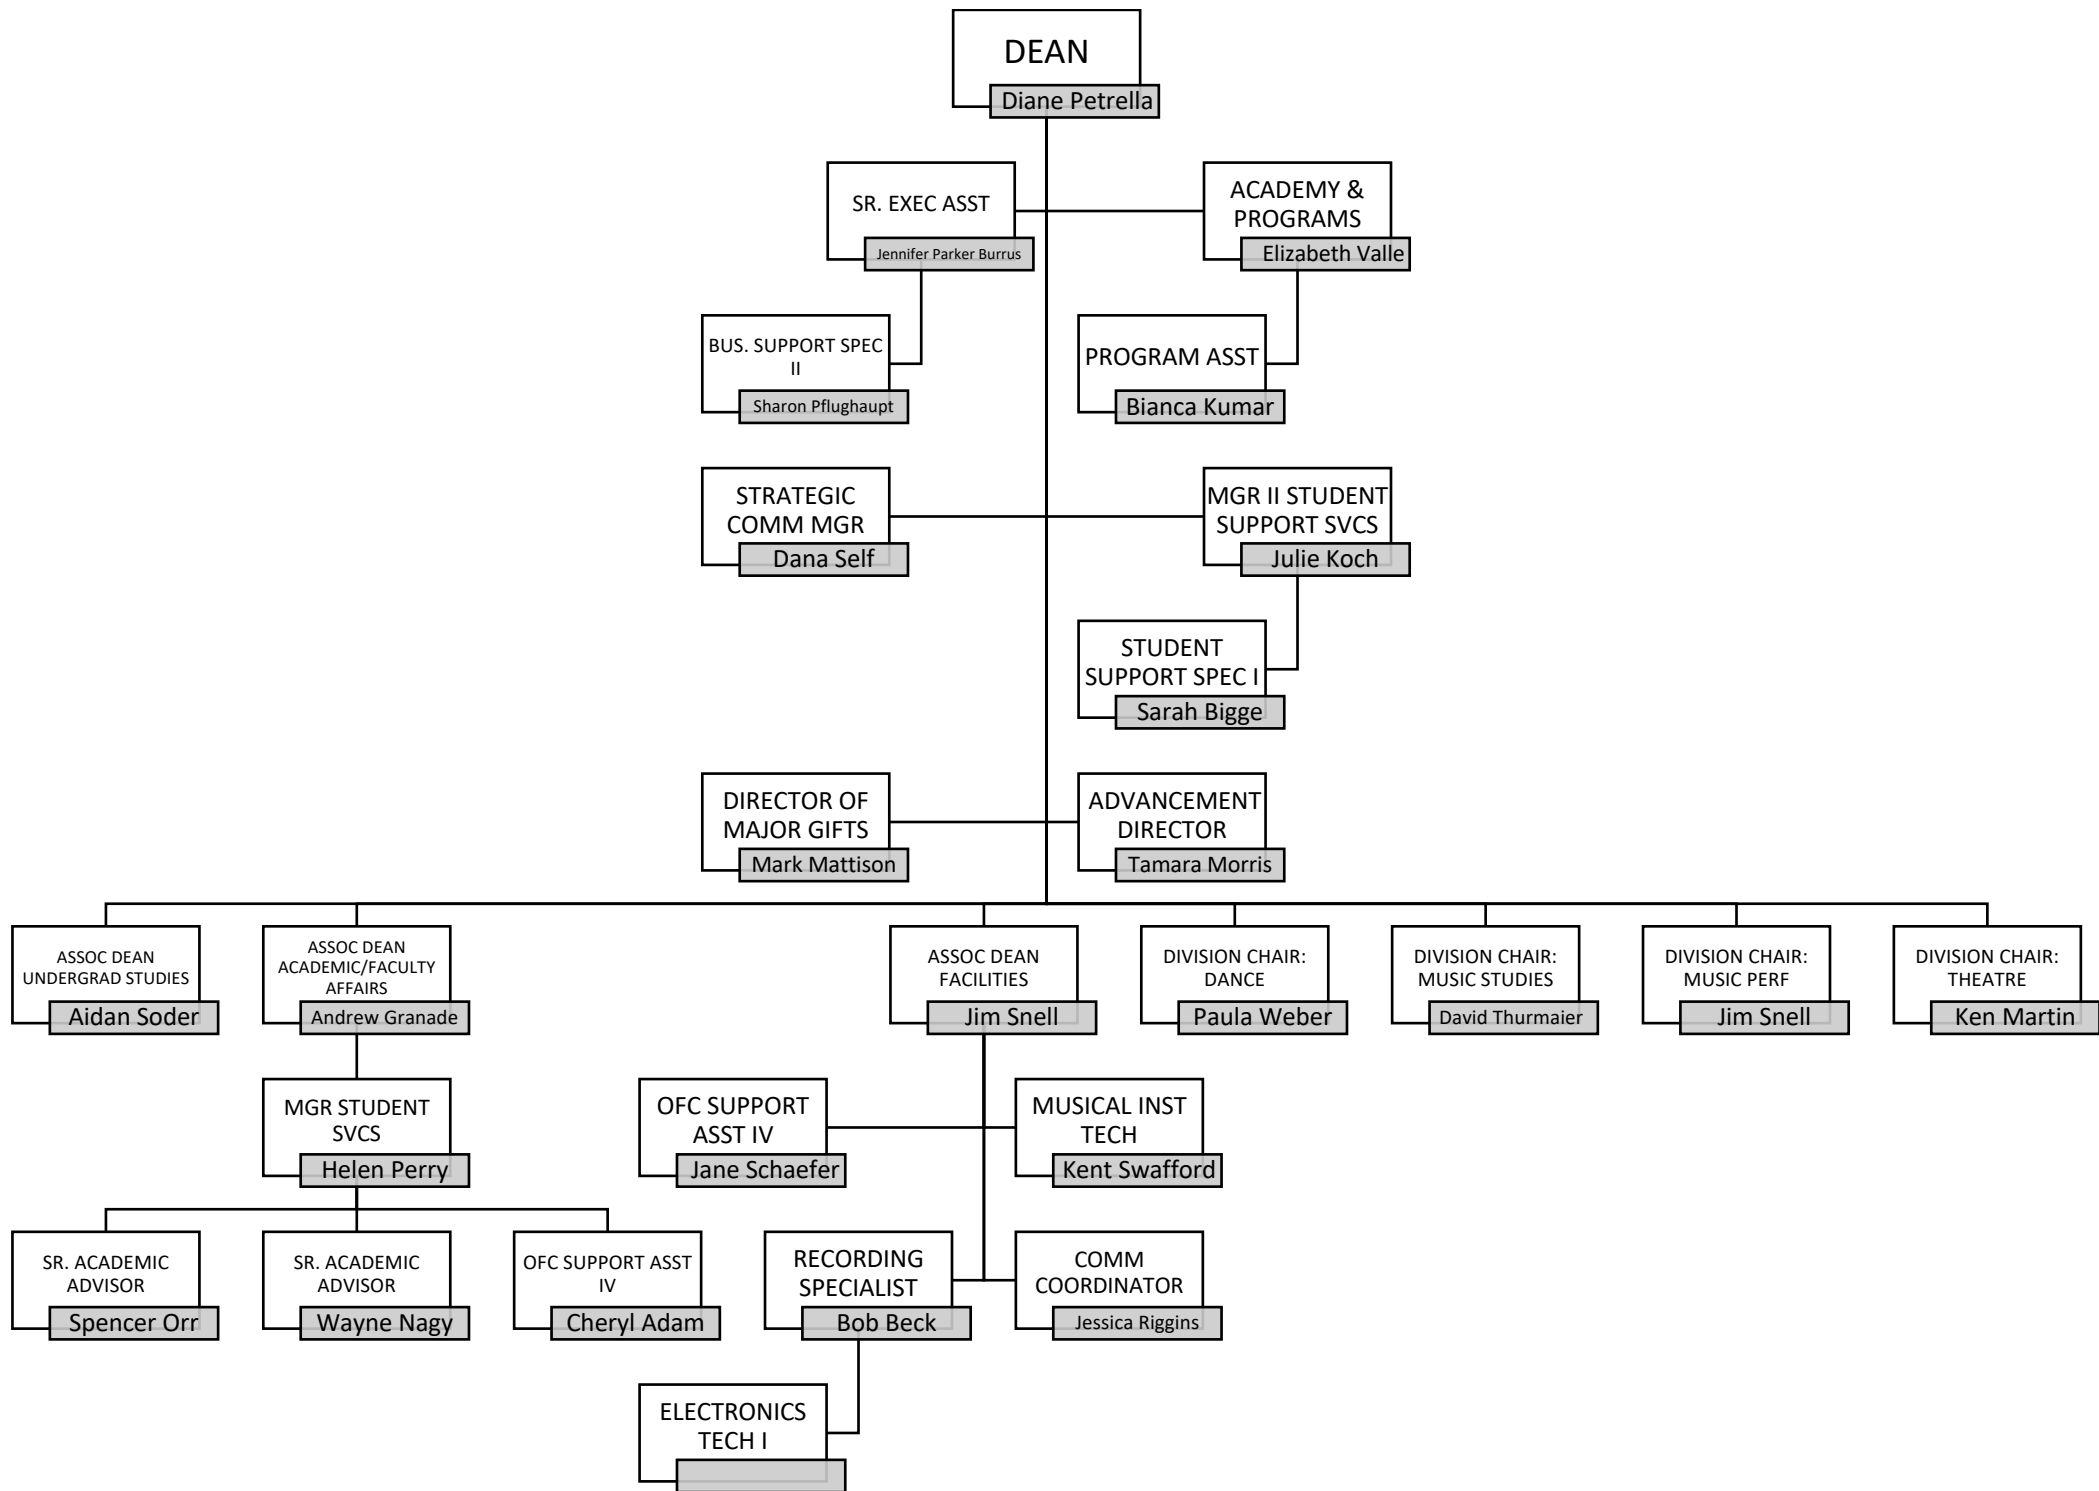 DEAN
Diane Petrella
SR. EXEC ASST
Jennifer Parker Burrus
ACADEMY &
PROGRAMS
Elizabeth Valle
BUS. SUPPORT SPEC
II
Sharon Pflughaupt
PROGRAM ASST
Bianca Kumar
STRATEGIC
COMM MGR
Dana Self
MGR II STUDENT
SUPPORT SVCS
Julie Koch
STUDENT
SUPPORT SPEC I
Sarah Bigge
DIRECTOR OF
MAJOR GIFTS
Mark Mattison
ADVANCEMENT
DIRECTOR
Tamara Morris
ASSOC DEAN
UNDERGRAD STUDIES
Aidan Soder
ASSOC DEAN
ACADEMIC/FACULTY
AFFAIRS
Andrew Granade
ASSOC DEAN
FACILITIES
Jim Snell
DIVISION CHAIR:
DANCE
Paula Weber
DIVISION CHAIR:
MUSIC STUDIES
David Thurmaier
DIVISION CHAIR:
MUSIC PERF
Jim Snell
DIVISION CHAIR:
THEATRE
Ken Martin
MGR STUDENT
SVCS
Helen Perry
OFC SUPPORT
ASST IV
Jane Schaefer
MUSICAL INST
TECH
Kent Swafford
SR. ACADEMIC
ADVISOR
Spencer Orr
SR. ACADEMIC
ADVISOR
Wayne Nagy
OFC SUPPORT ASST
IV
Cheryl Adam
RECORDING
SPECIALIST
Bob Beck
COMM
COORDINATOR
Jessica Riggins
ELECTRONICS
TECH I